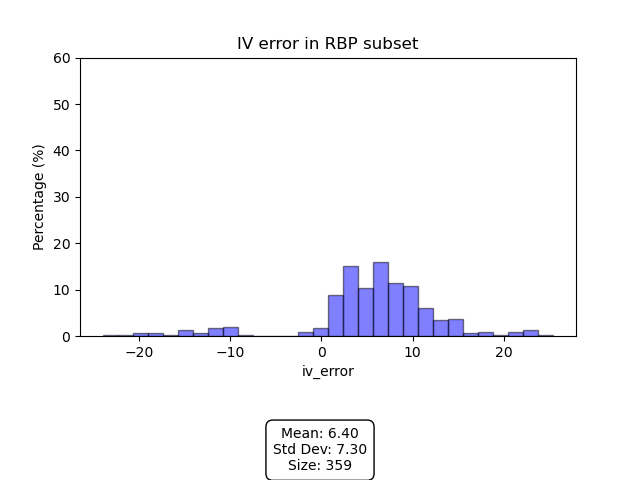 IV error in RBP subset
60
50
40
30
20
10
0
Percentage (%)
−20
−10
0
10
20
iv_error
Mean: 6.40
Std Dev: 7.30
Size: 359